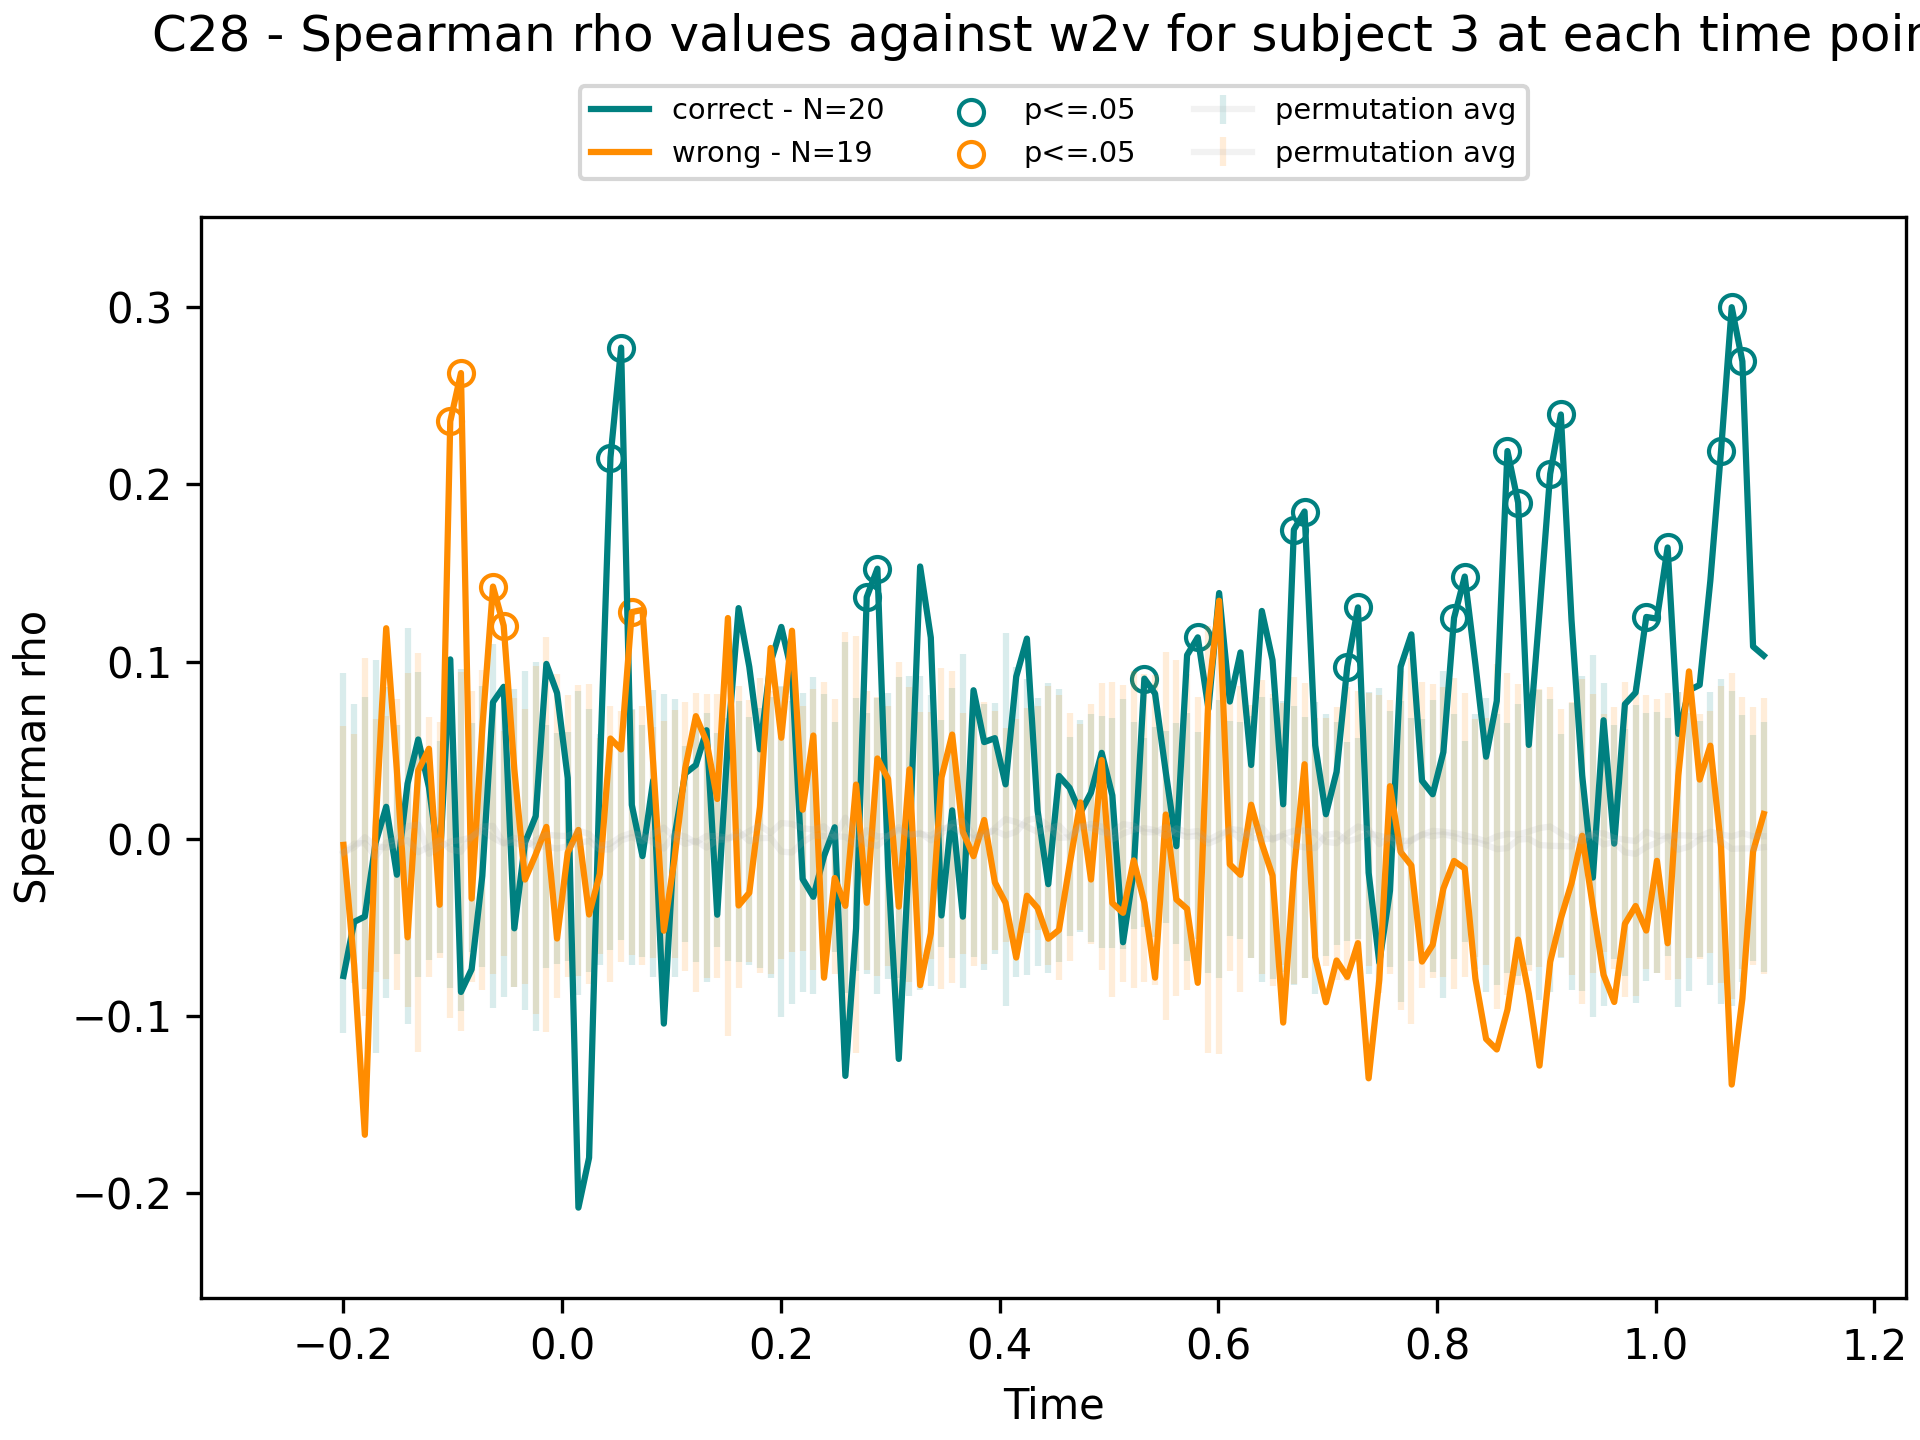 C28 - Spearman rho values against w2v for subject 3 at each time poin
correct - N=20 p<=.05 permutation avg
wrong - N=19 p<=.05 permutation avg
0.3
0.2
0.1
0.0
−0.1
−0.2
Spearman rho
−0.2 0.0 0.2 0.4 0.6 0.8 1.0 1.2
Time